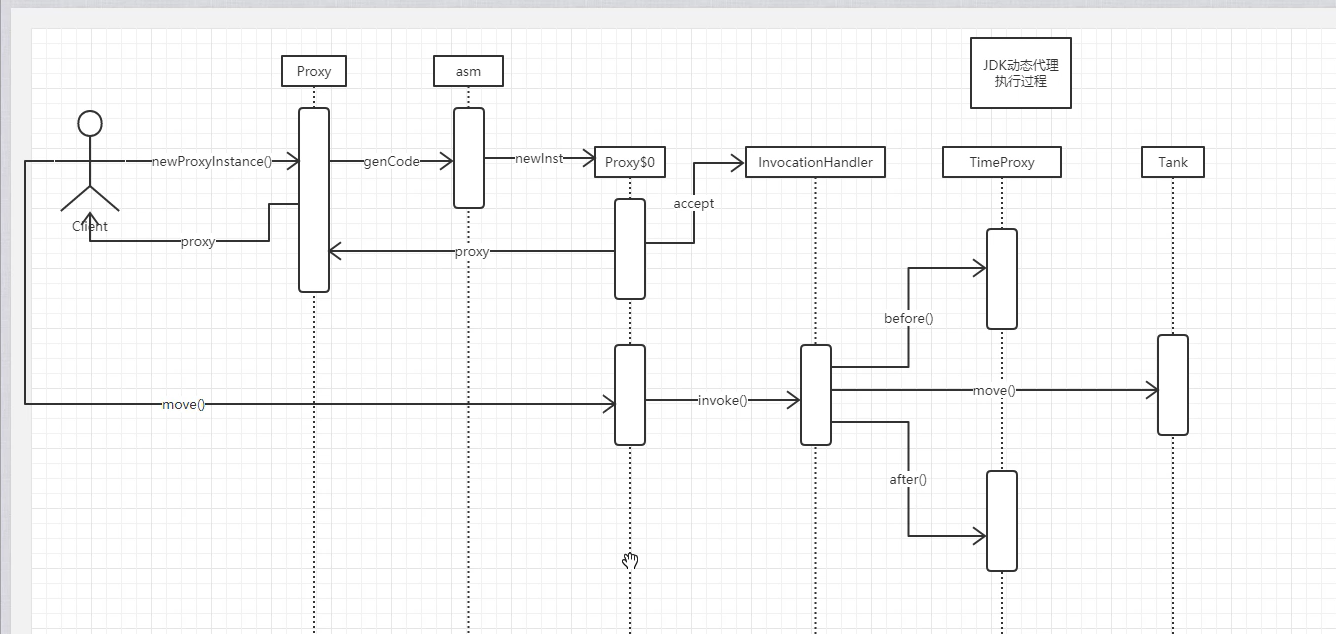 JDK动态代理
执行过程
Proxy
asm
newProxyInstance()
genCode
newInst
Proxy$0
InvocationHandler
TimeProxy
Tank
accept
Client
proxy
proxy
before()
move()
invoke()
move()
after()